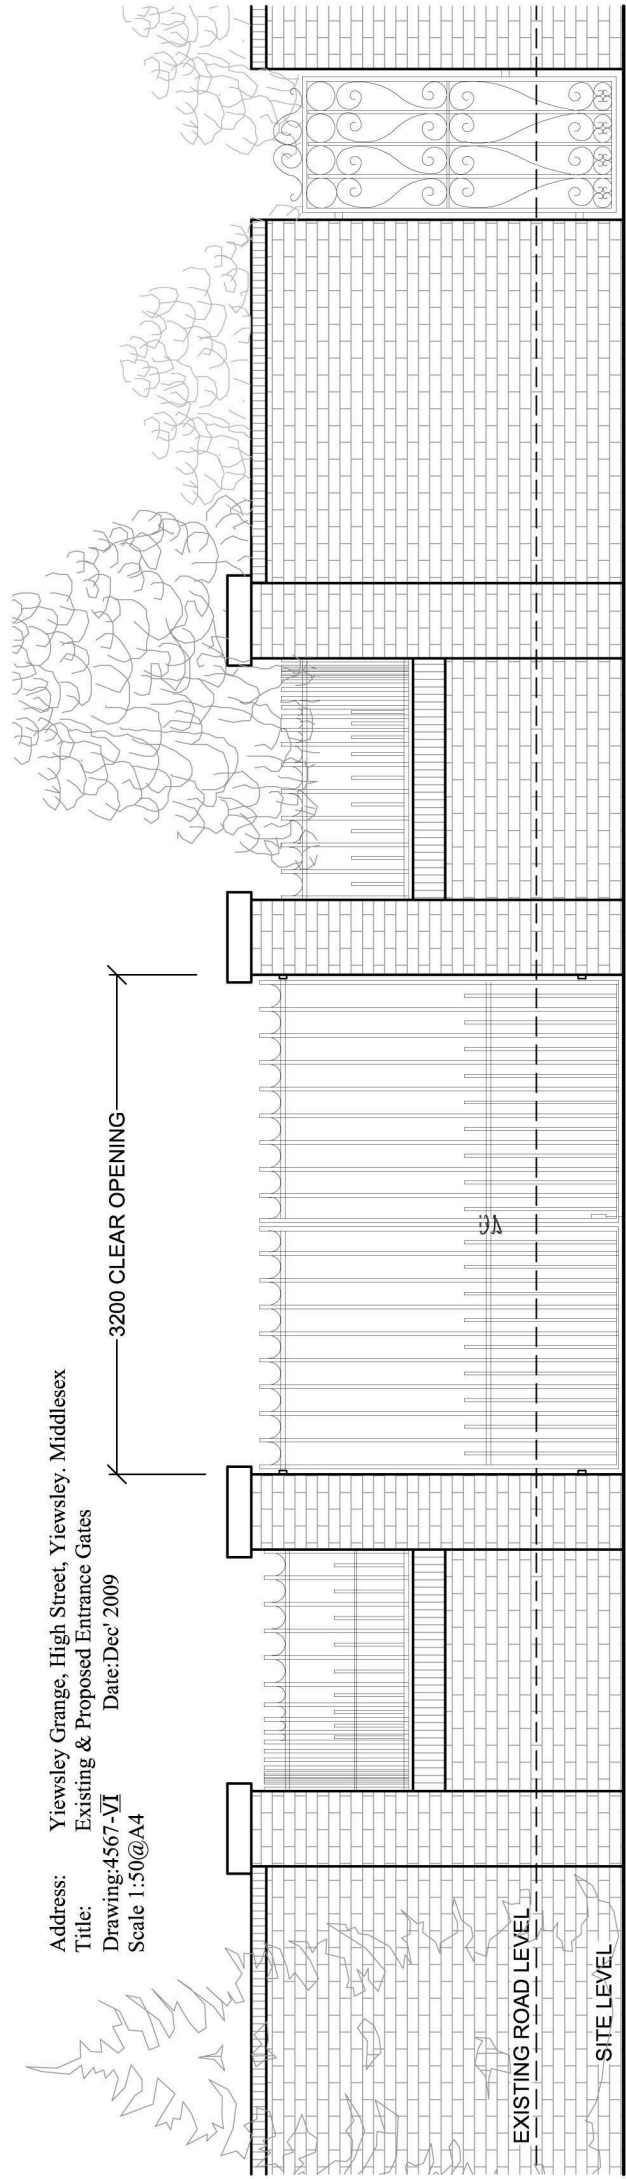 Address: Yiewsley Grange, High Street, Yiewsley. Middlesex
Title: Existing & Proposed Entrance Gates
Drawing:4567-VI Date:Dec' 2009
Scale 1:50@A4
3200 CLEAR OPENING
EXISTING ROAD LEVEL
SITE LEVEL